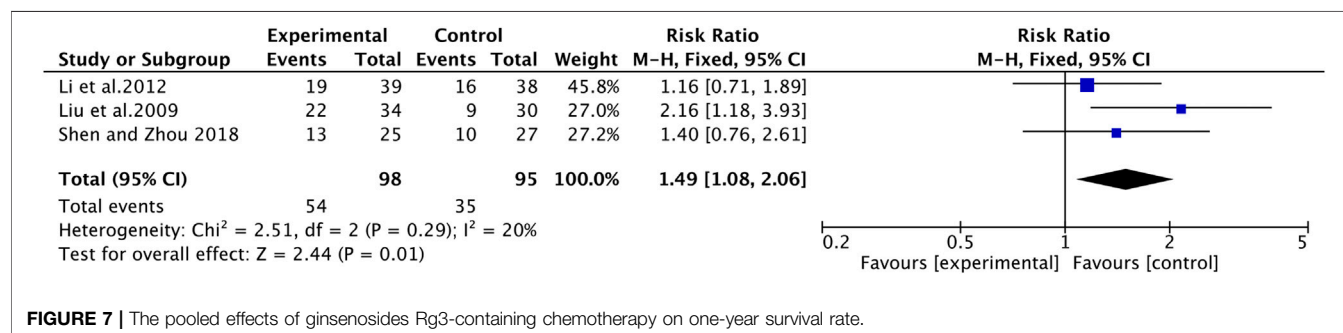 Experimental Control Risk Ratio Risk Ratio
Study or Subgroup Events Total Events Total Weight M-H, Fixed, 95% CI M-H, Fixed, 95% CI
Li et al.2012 19 39 16 38 45.8% 1.16 [0.71, 1.89]
Liu et al.2009 22 34 9 30 27.0% 2.16 [1.18, 3.93]
Shen and Zhou 2018 13 25 10 27 27.2% 1.40 [0.76, 2.61]
Total (95% CI) 98 95 100.0% 1.49 [1.08, 2.06]
Total events 54 35
Heterogeneity: Chi² = 2.51, df = 2 (P = 0.29); I² = 20%
Test for overall effect: Z = 2.44 (P = 0.01)
0.2 0.5 1 2 5
Favours [experimental] Favours [control]
FIGURE 7 | The pooled effects of ginsenosides Rg3-containing chemotherapy on one-year survival rate.